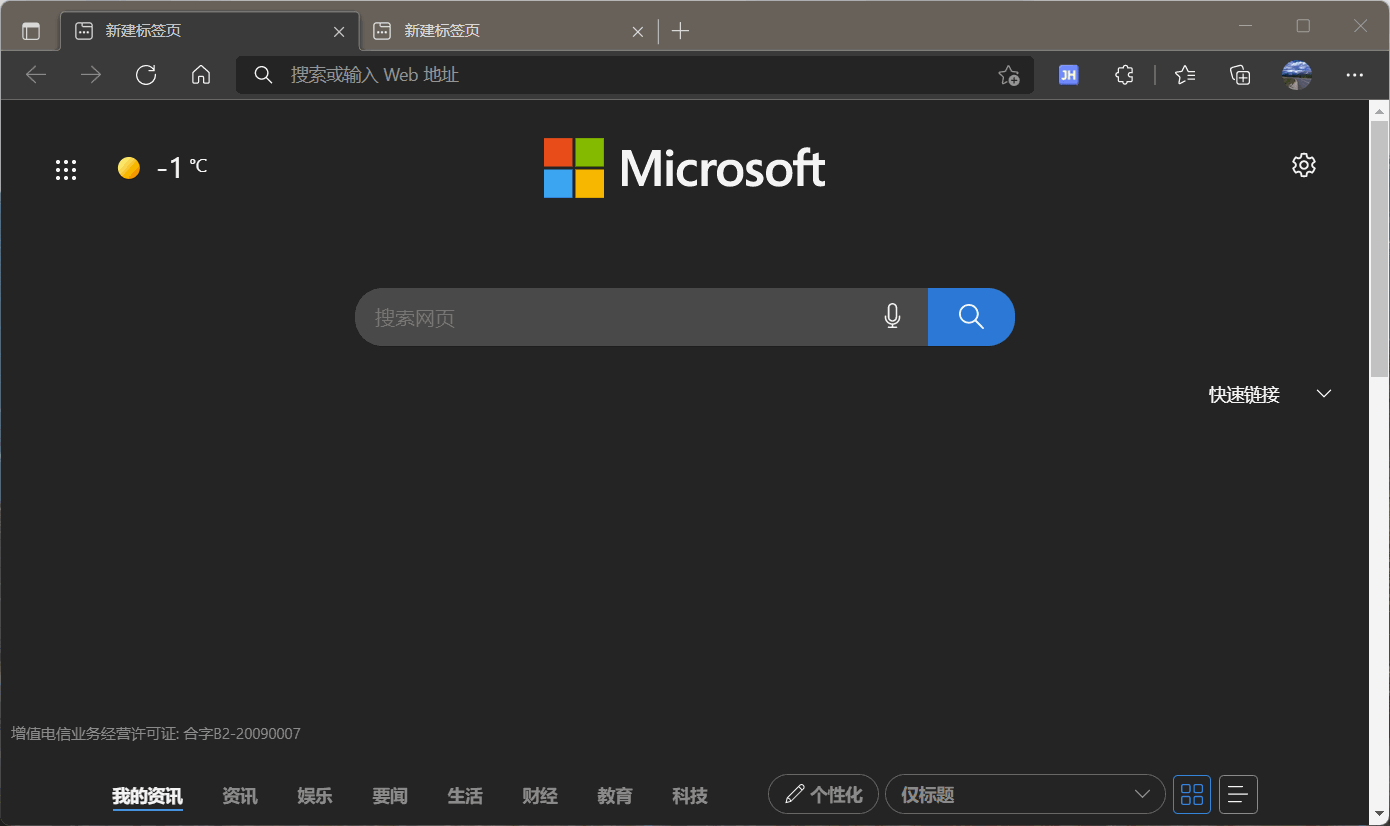 新建标签页
新建标签页
搜索或输入 Web 地址
JH
-1 ℃
Microsoft
搜索网页
快速链接
增值电信业务经营许可证: 合字B2-20090007
我的资讯 资讯 娱乐 要闻 生活 财经 教育 科技 个性化 仅标题